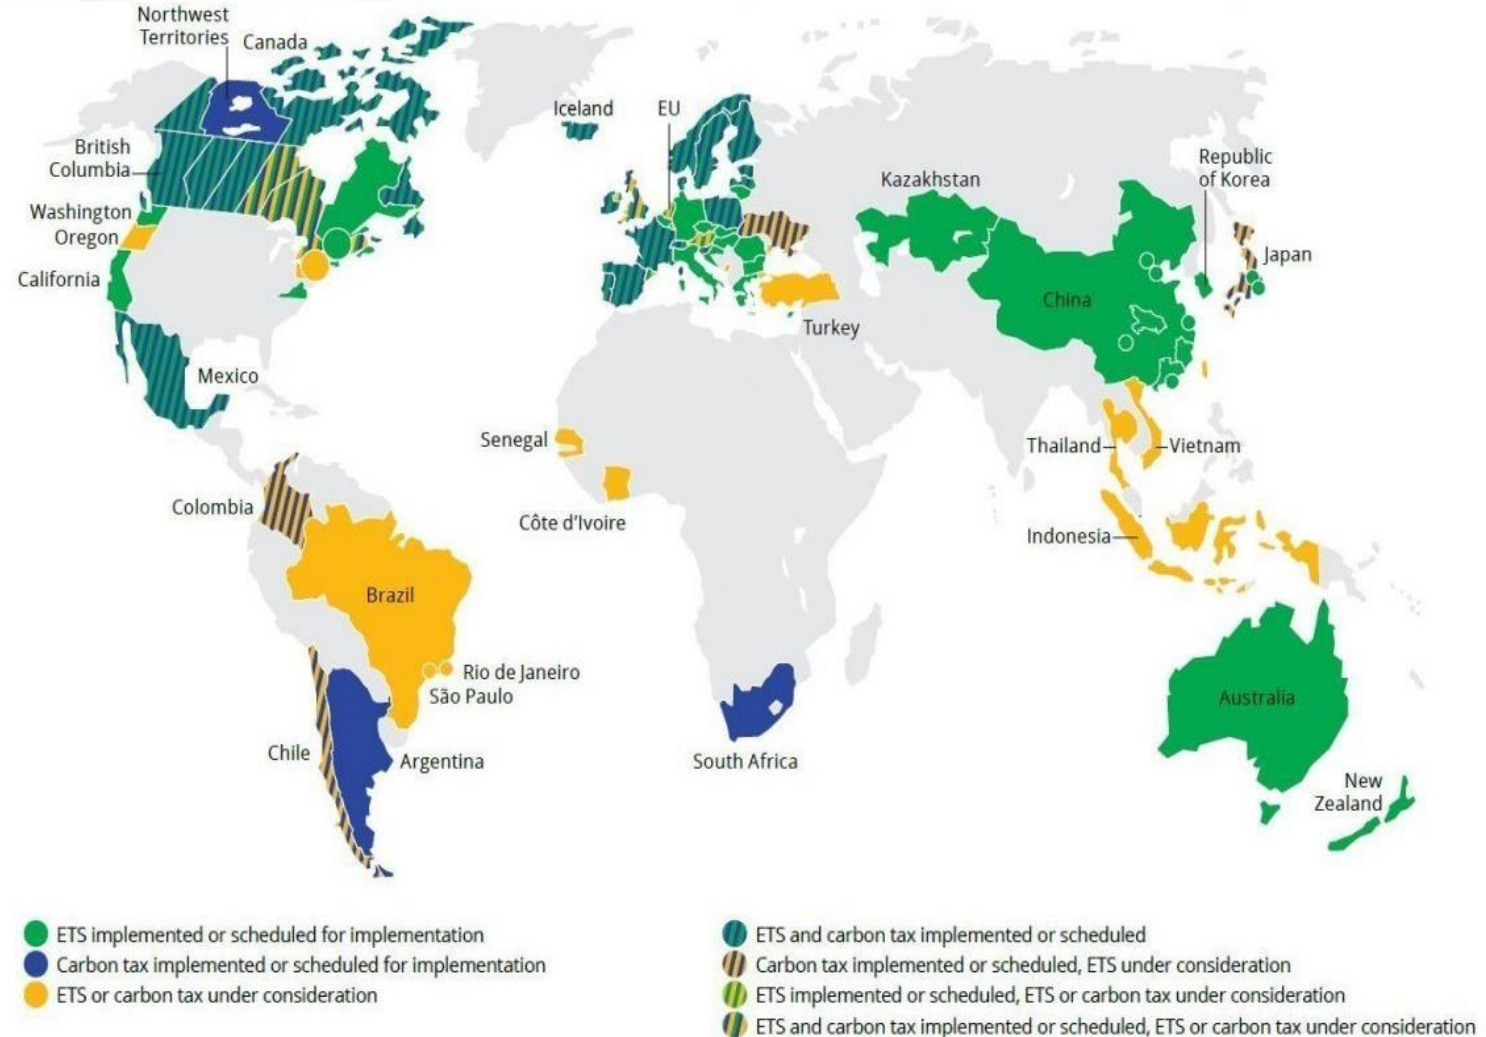 Northwest
Territories
Canada
Iceland
EU
British
Columbia
Republic
of Korea
Kazakhstan
Washington
Oregon
Japan
California
China
Turkey
Mexico
Senegal
Thailand
Vietnam
Colombia
Côte d'Ivoire
Indonesia
Brazil
Rio de Janeiro
São Paulo
Australia
Chile
Argentina
South Africa
New
Zealand
ETS implemented or scheduled for implementation
Carbon tax implemented or scheduled for implementation
ETS or carbon tax under consideration
ETS and carbon tax implemented or scheduled
Carbon tax implemented or scheduled, ETS under consideration
ETS implemented or scheduled, ETS or carbon tax under consideration
ETS and carbon tax implemented or scheduled, ETS or carbon tax under consideration